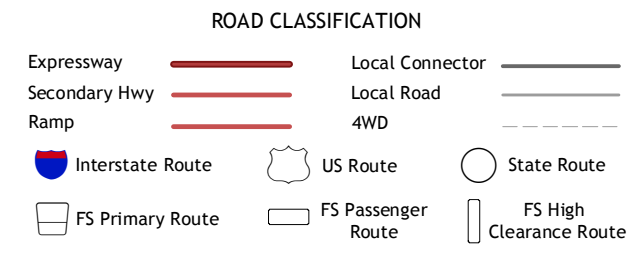 ROAD CLASSIFICATION
Expressway
Local Connector
Secondary Hwy
Local Road
Ramp
4WD
Interstate Route
US Route
State Route
FS Primary Route
FS Passenger
Route
FS High
Clearance Route